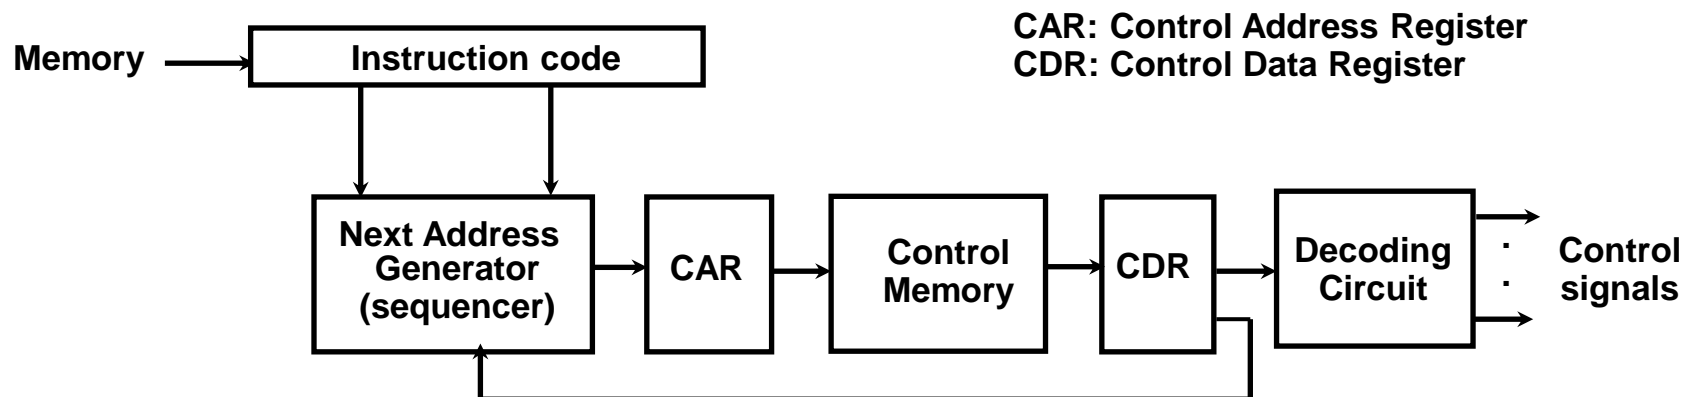 CAR: Control Address Register
CDR: Control Data Register
Memory
Instruction code
Next Address
Generator
(sequencer)
CAR
Control
Memory
CDR
Decoding
Circuit
Control
signals